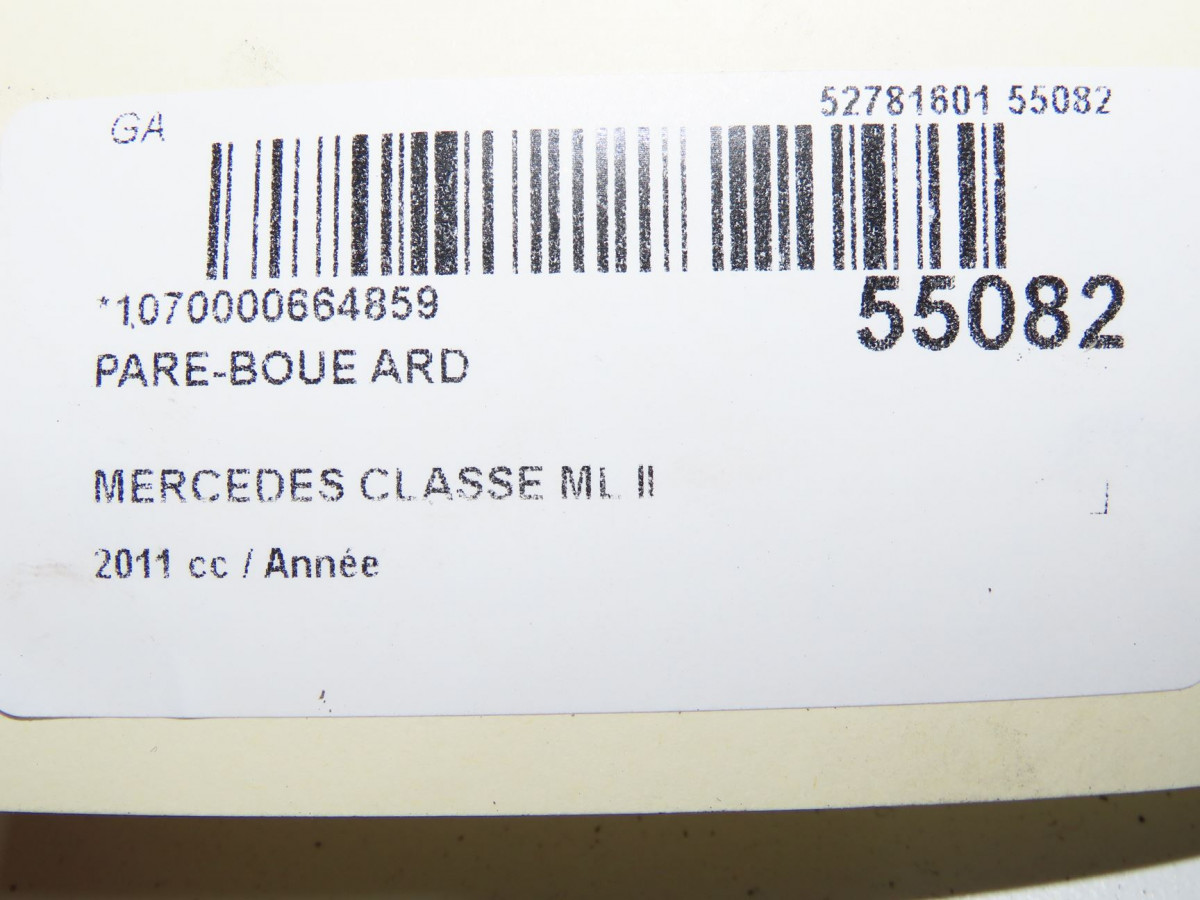 GA
52781601 55082
*1070000664859
55082
PARE-BOUE ARD
MERCEDES CLASSE ML II
2011 cc / Année